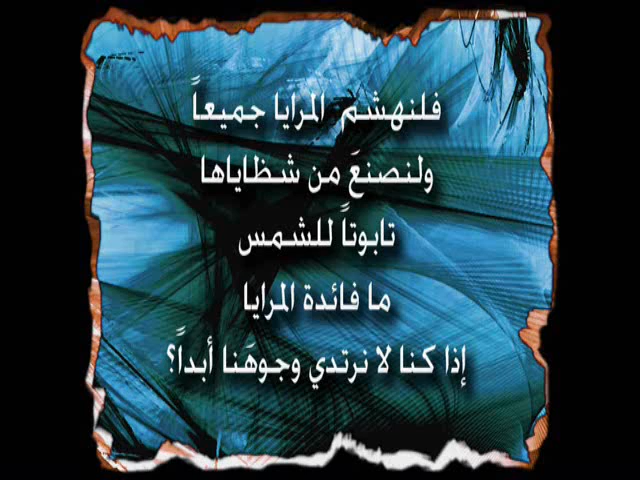 فلنهشم المرايا جميعاً
ولنصنعَ من شظاياها
تابوتاً للشمس
ما فائدة المرايا
إذا كنا لا نرتدي وجوهَنا أبداً؟